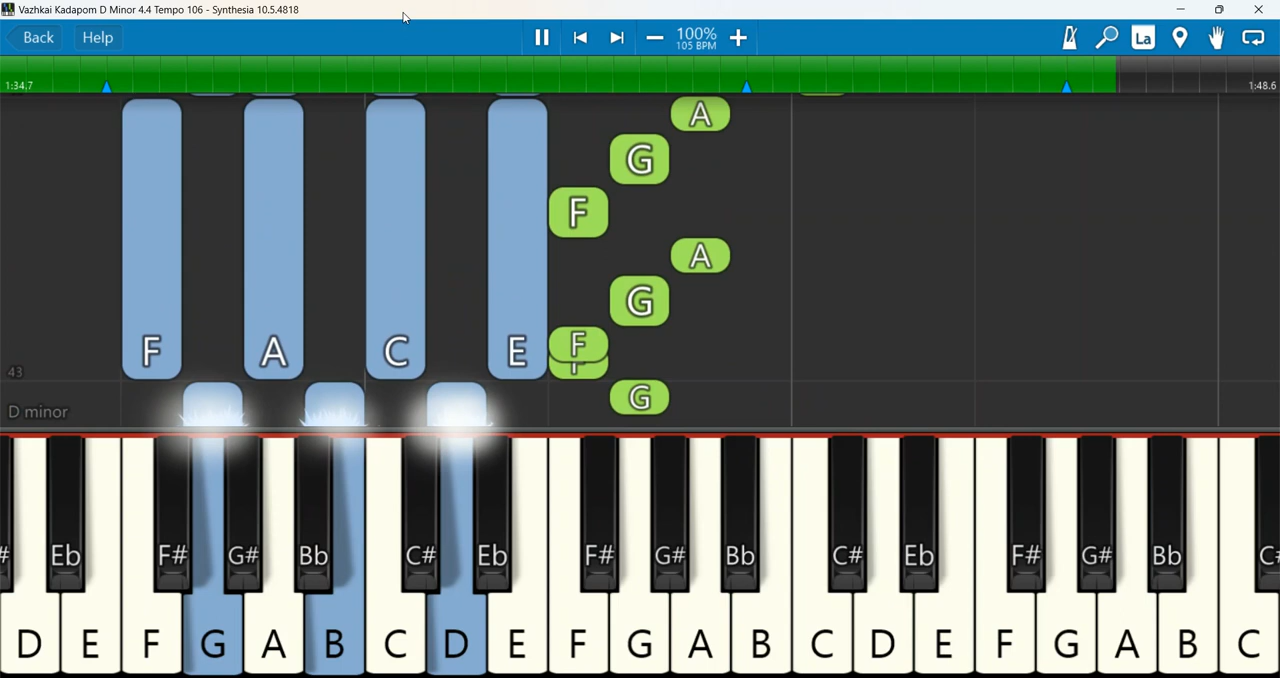 Vazhkai Kadapom D Minor 4.4 Tempo 106 - Synthesia 10.5.4818
Back Help 100% La
105 BPM
1:34.7 1:48.6
A
G
F
A
G
F A C E F
43 F
G
D minor
# Eb F# G# Bb C# Eb F# G# Bb C# Eb F# G# Bb C#
D E F G A B C D E F G A B C D E F G A B C